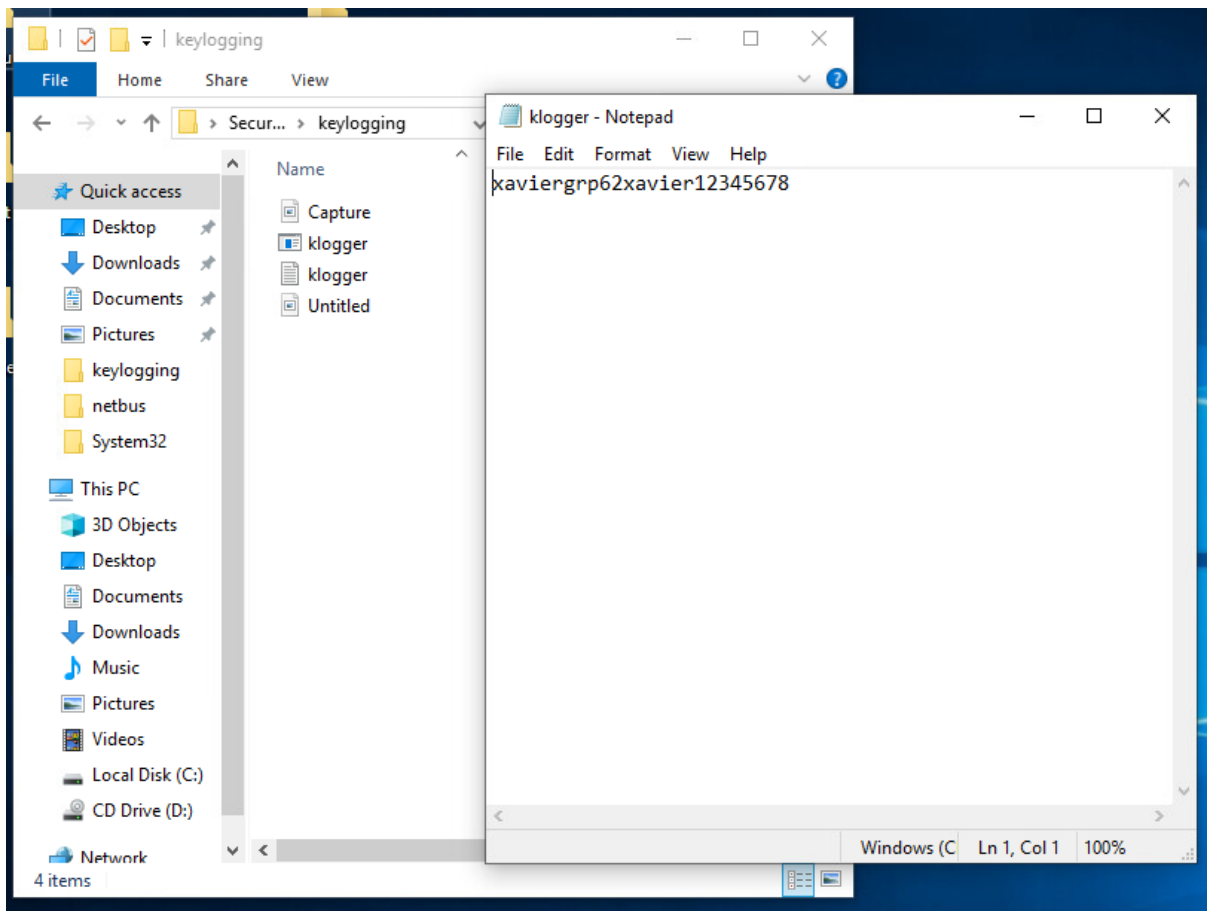 keylogging
File Home Share View
Secur... > keylogging
Name
Quick access
Desktop
Downloads
Documents
Pictures
keylogging
netbus
System32
This PC
3D Objects
Desktop
Documents
Downloads
Music
Pictures
Videos
Local Disk (C:)
CD Drive (D:)
Network
Capture
klogger
klogger
Untitled
4 items
klogger - Notepad
File Edit Format View Help
xaviergrp62xavier12345678
Windows (C Ln 1, Col 1 100%